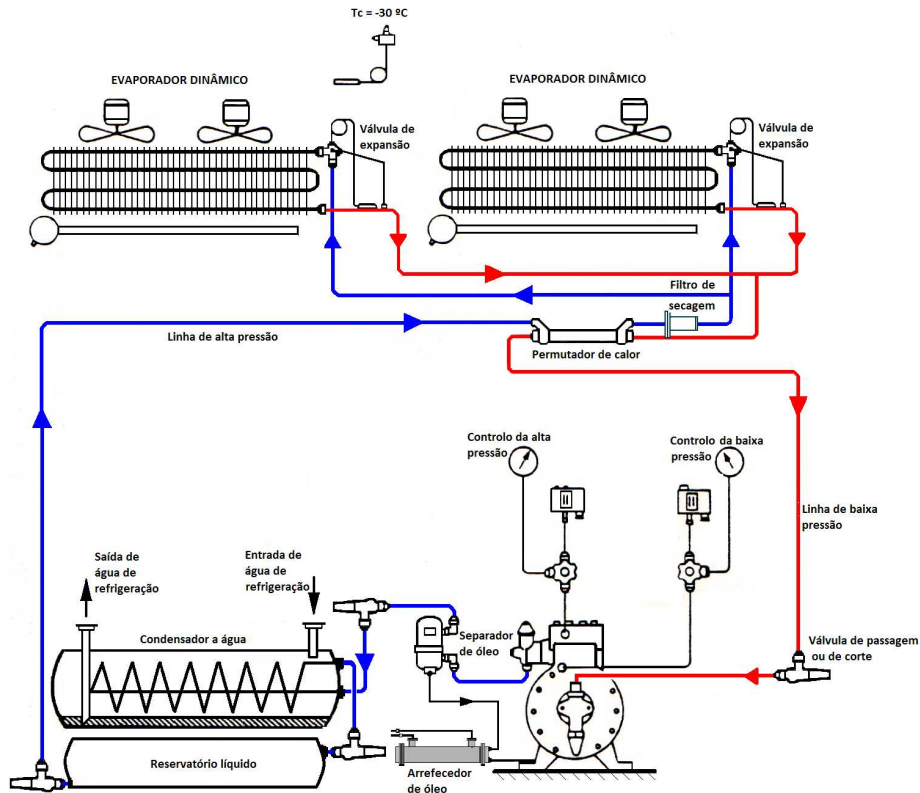 Tc = -30 ºC
EVAPORADOR DINÂMICO
EVAPORADOR DINÂMICO
Válvula de
expansão
Válvula de
expansão
Filtro de
secagem
Linha de alta pressão
Permutador de calor
Controlo da alta
pressão
Controlo da baixa
pressão
Linha de baixa
pressão
Saída de
água de
refrigeração
Entrada de
água de
refrigeração
Condensador a água
Separador
de óleo
Válvula de passagem
ou de corte
Reservatório líquido
Arrefecedor
de óleo